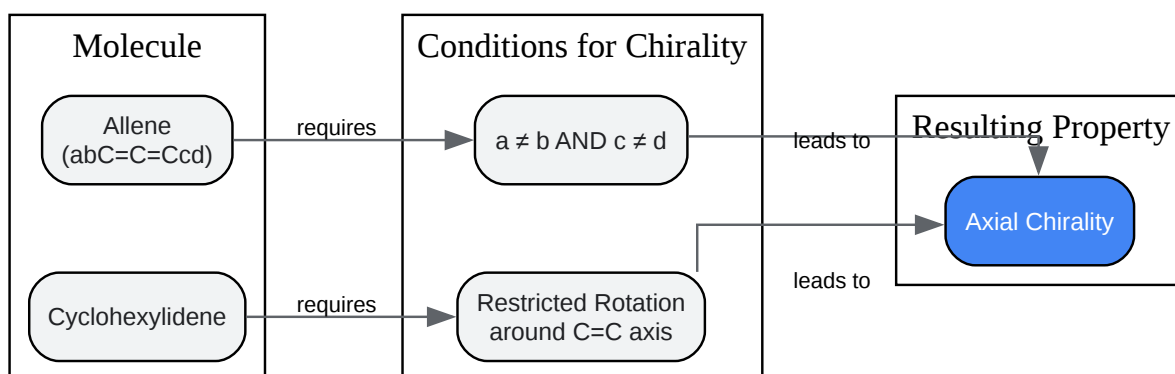 Molecule
Conditions for Chirality
Resulting Property
Allene
(abC=C=Ccd)
requires
a ≠ b AND c ≠ d
leads to
Axial Chirality
Cyclohexylidene
requires
Restricted Rotation
around C=C axis
leads to